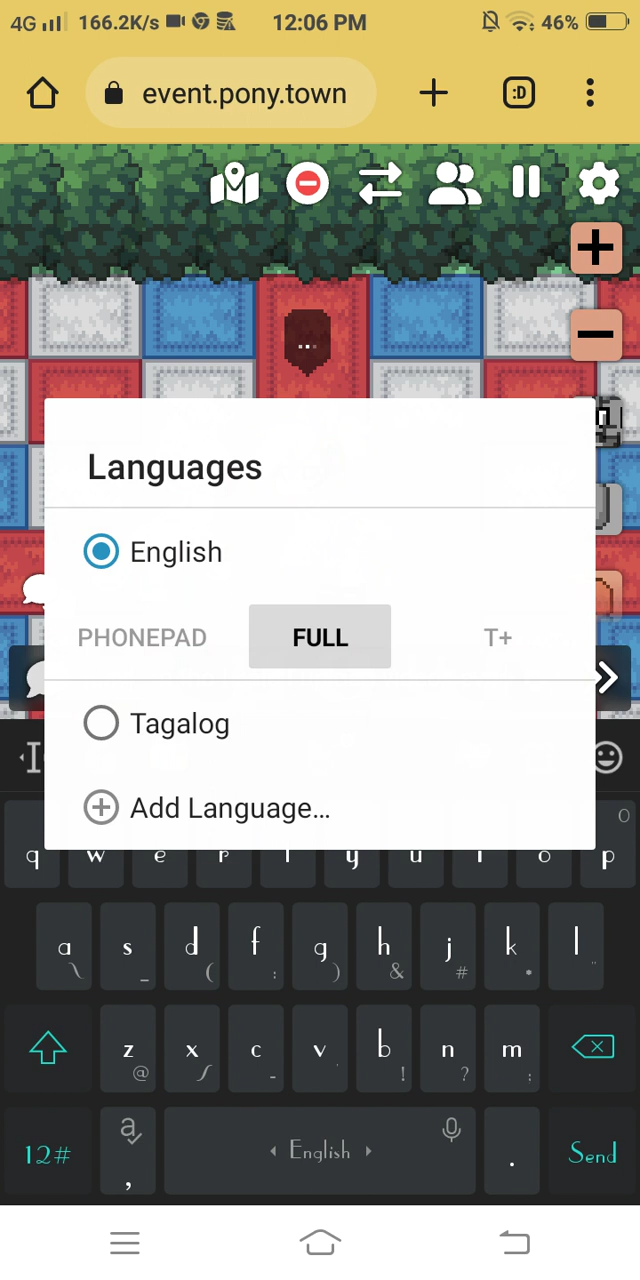 4G 166.2K/s 12:06 PM 46%
event.pony.town :D
...
Languages
English
PHONEPAD FULL T+
Tagalog
Add Language...
q w e r t y u i o p
a s d f g h j k l
z x c v b n m
12# , English . Send